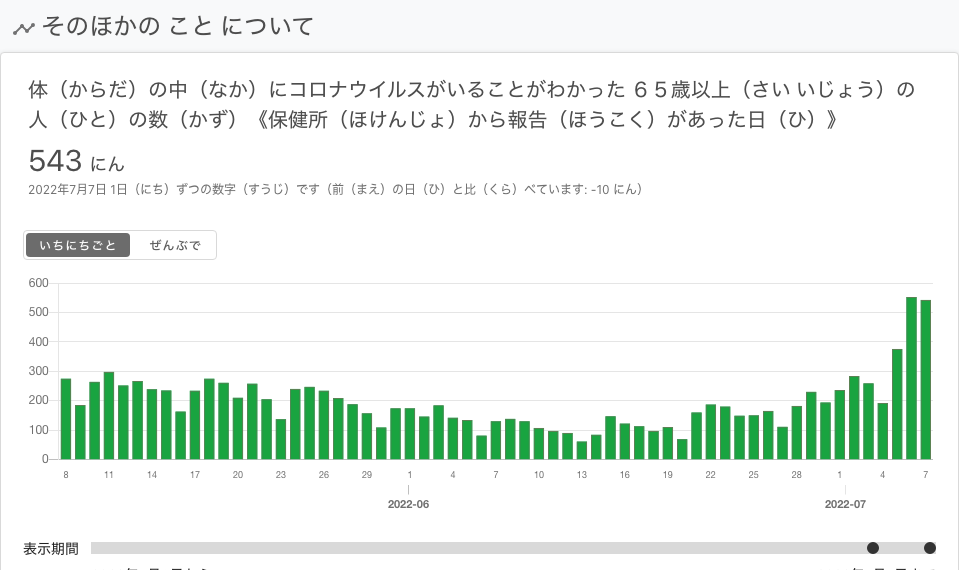 そのほかの こと について
体（からだ）の中（なか）にコロナウイルスがいることがわかった ６５歳以上（さい いじょう）の
人（ひと）の数（かず）《保健所（ほけんじょ）から報告（ほうこく）があった日（ひ）》
543 にん
2022年7月7日 1日（にち）ずつの数字（すうじ）です（前（まえ）の日（ひ）と比（くら）べています: -10 にん）
いちにちごと ぜんぶで
600
500
400
300
200
100
0
8 11 14 17 20 23 26 29 1 4 7 10 13 16 19 22 25 28 1 4 7
2022-06 2022-07
表示期間